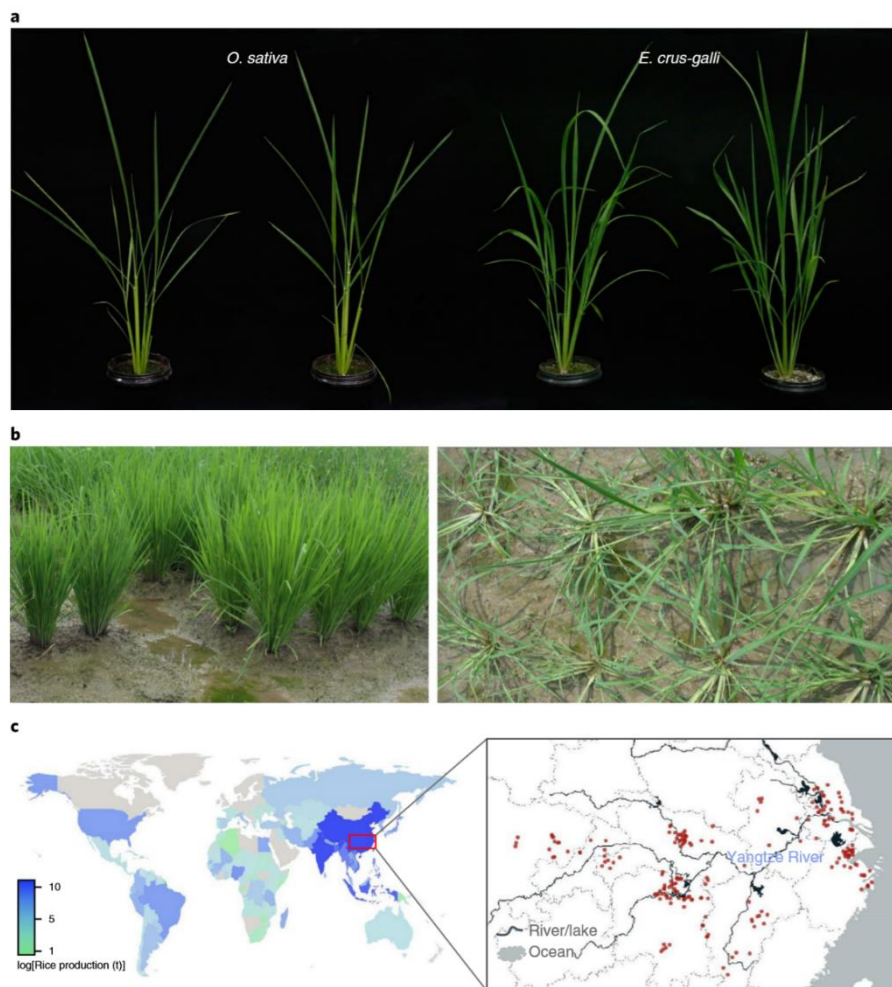 a
O. sativa
E. crus-galli
b
c
10
5
1
log[Rice production (t)]
Yangtze River
River/lake
Ocean